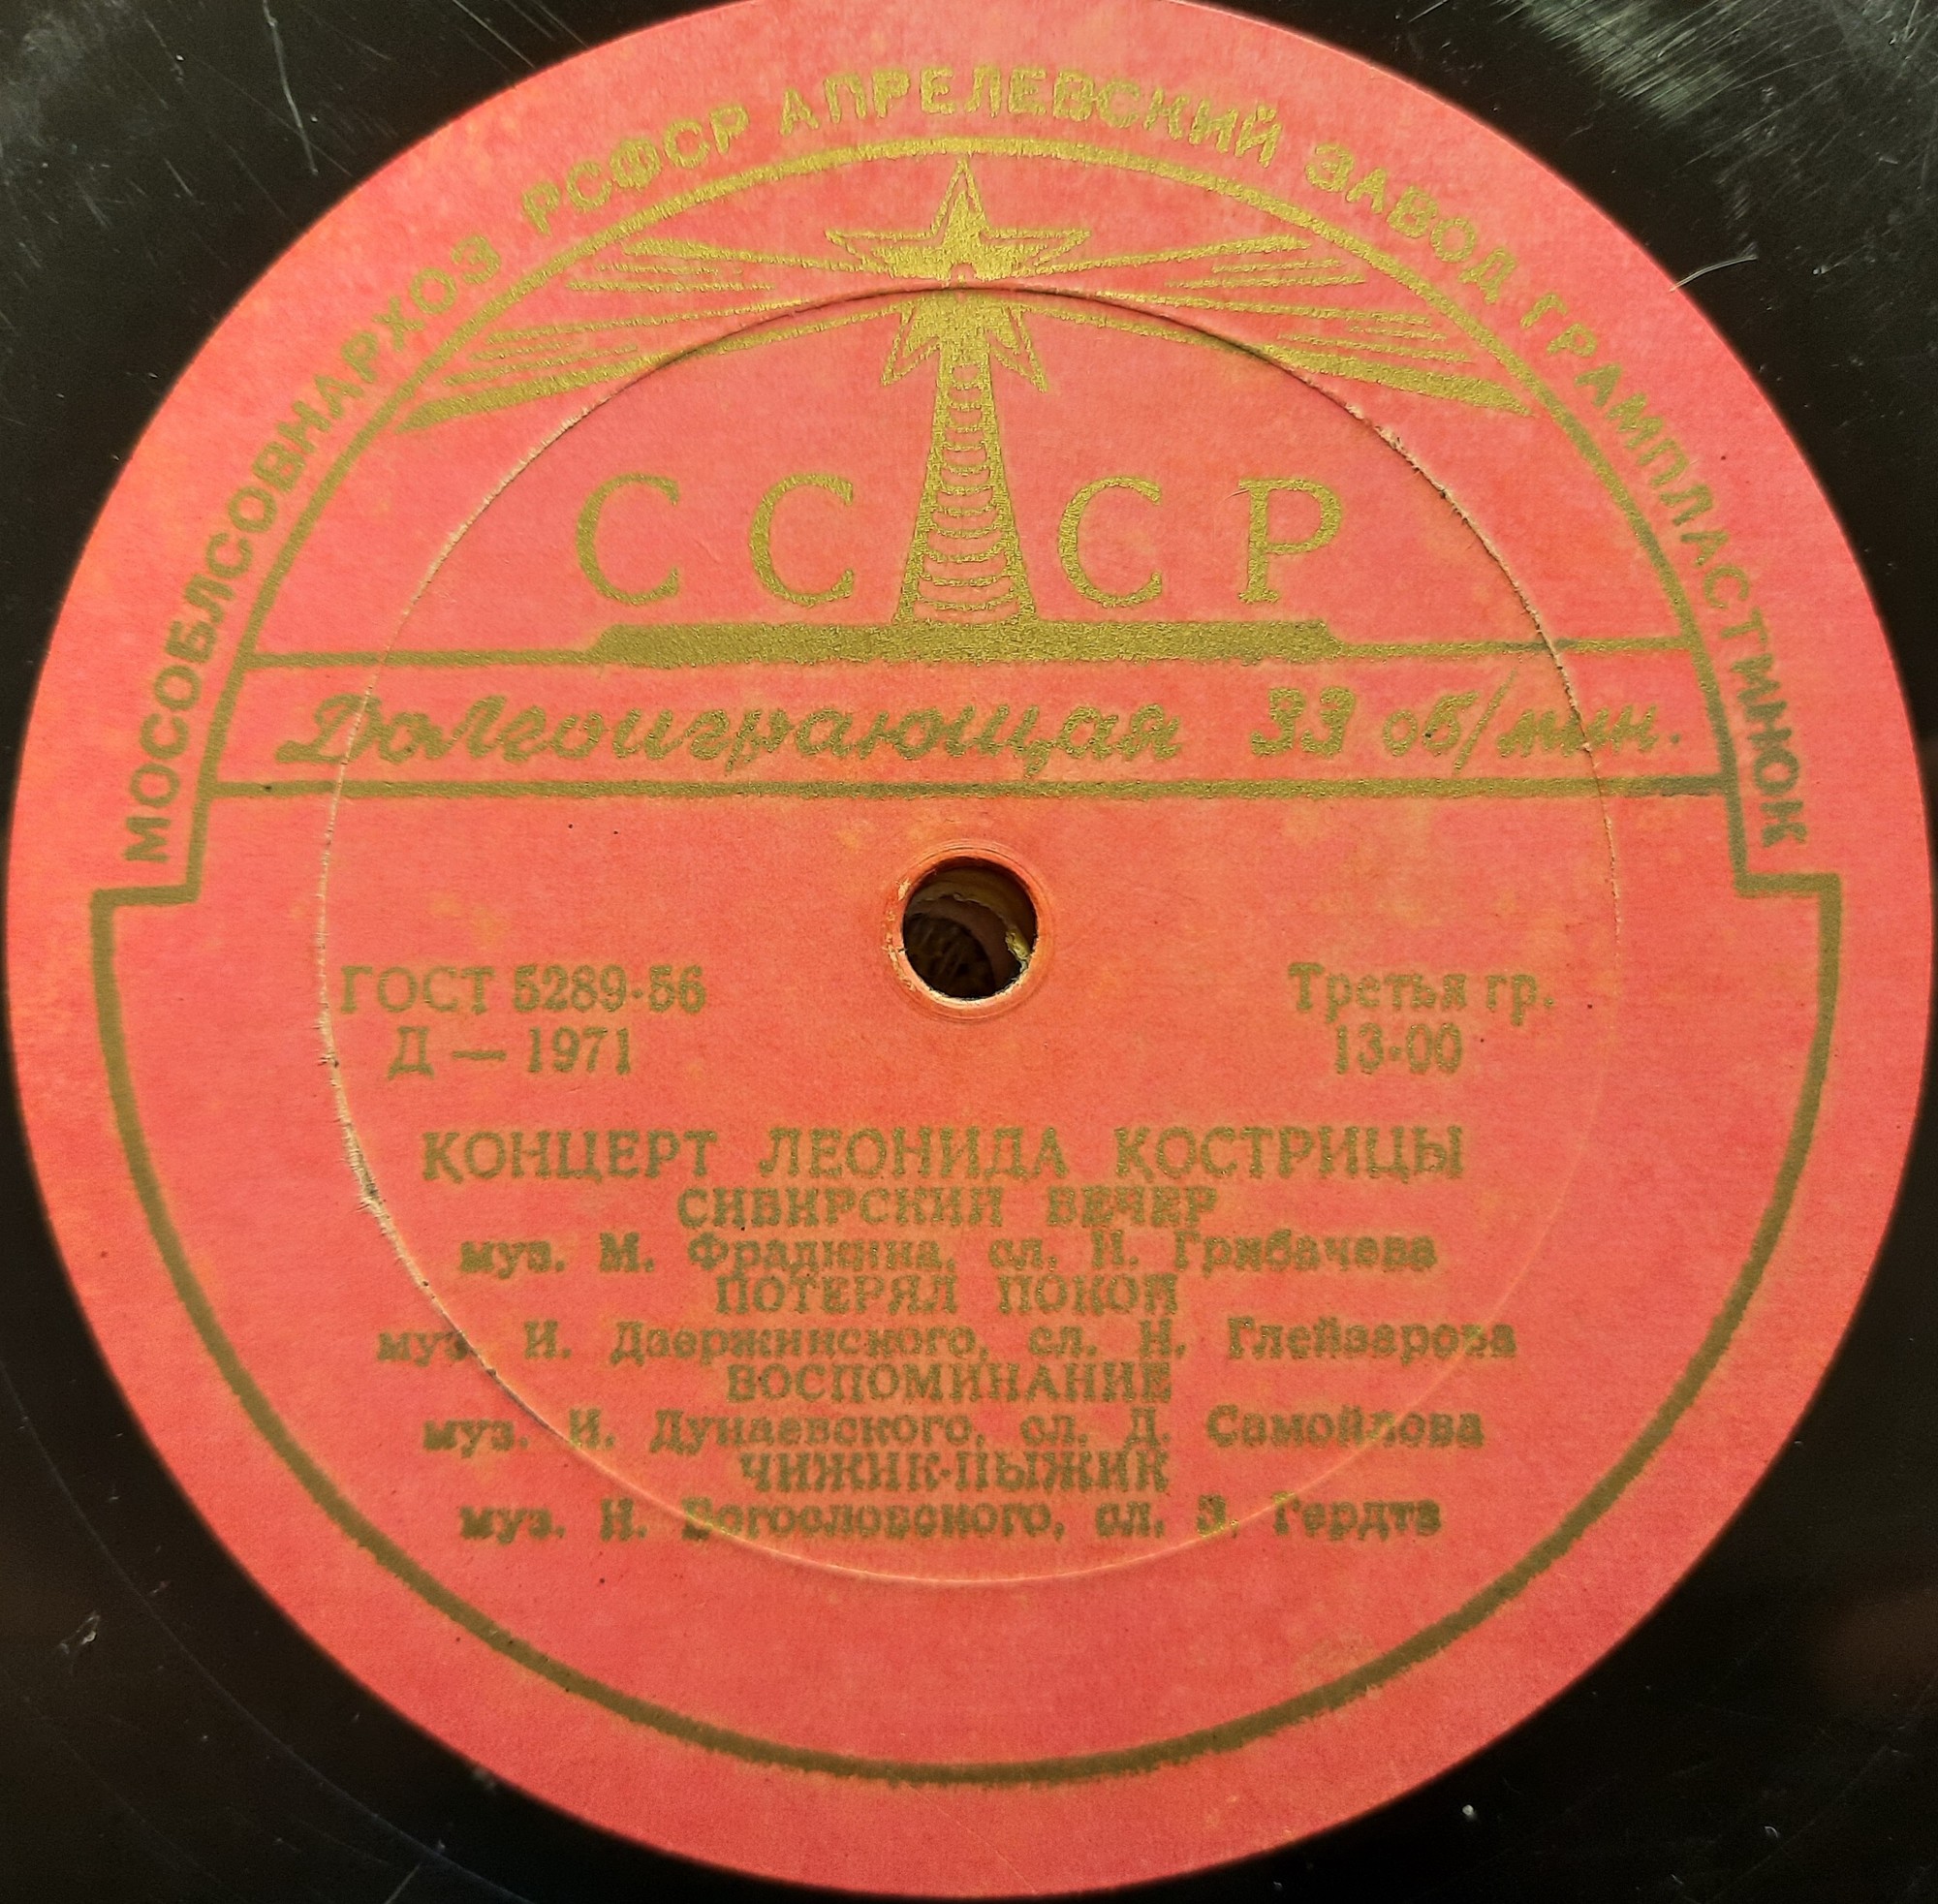 МОСОБЛСОВНАРХОЗ РСФСР АПРЕЛЕВСКИЙ ЗАВОД ГРАМПЛАСТИНОК
СССР
Долгоиграющая 33 об/мин.
ГОСТ 5289-56 Третья гр.
Д — 1971 13-00
КОНЦЕРТ ЛЕОНИДА КОСТРИЦЫ
СИБИРСКИЙ ВЕЧЕР
муз. М. Фрадкина, сл. Н. Грибачева
ПОТЕРЯЛ ПОКОЙ
муз. И. Дзержинского, сл. Н. Глейзарова
ВОСПОМИНАНИЕ
муз. И. Дунаевского, сл. Д. Самойлова
ЧИЖИК-ПЫЖИК
муз. Н. Богословского, сл. З. Гердта